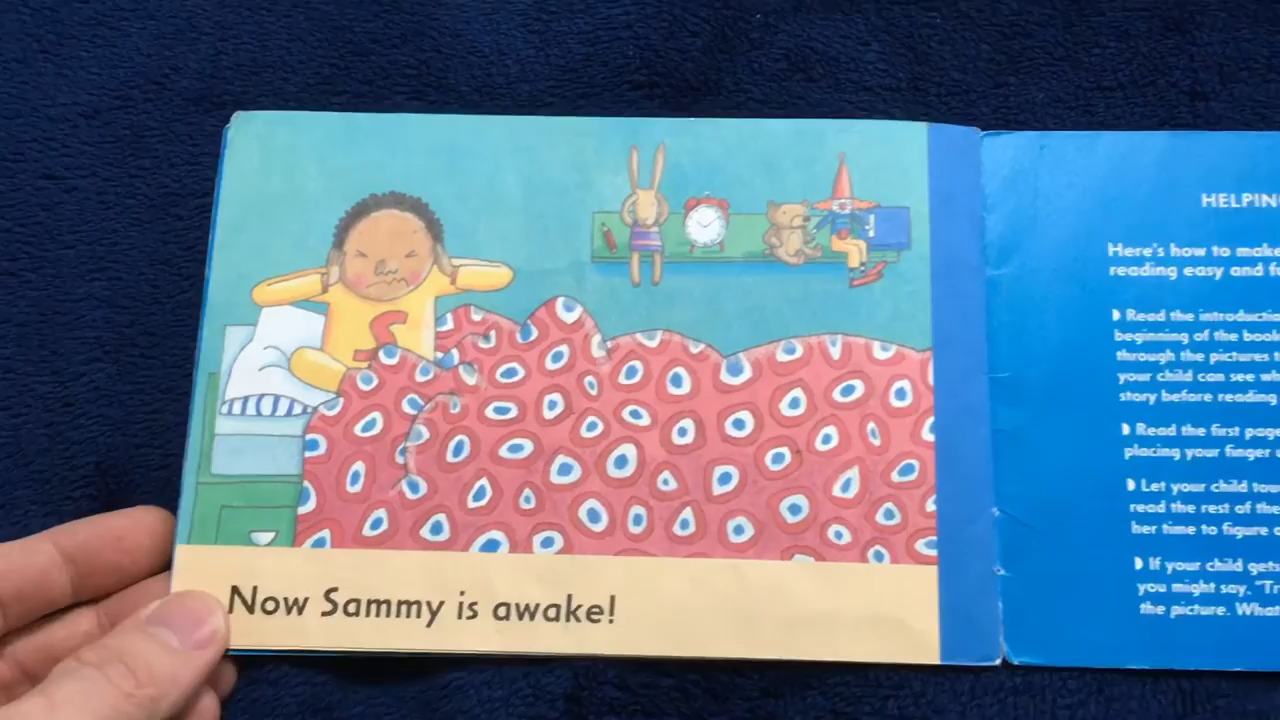 S
Now Sammy is awake!
HELPIN
Here's how to make
reading easy and fu
Read the introductio
beginning of the book
through the pictures t
your child can see wh
story before reading
Read the first page
placing your finger u
Let your child touc
read the rest of the
her time to figure o
If your child gets
you might say, "Tr
the picture. What